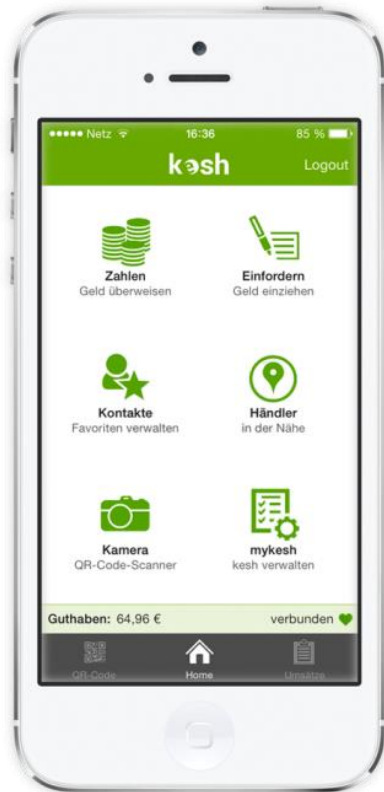 Netz 16:36 85 %
kesh Logout
Zahlen Einfordern
Geld überweisen Geld einziehen
Kontakte Händler
Favoriten verwalten in der Nähe
Kamera mykesh
QR-Code-Scanner kesh verwalten
Guthaben: 64,96 € verbunden
QR-Code Home Umsätze